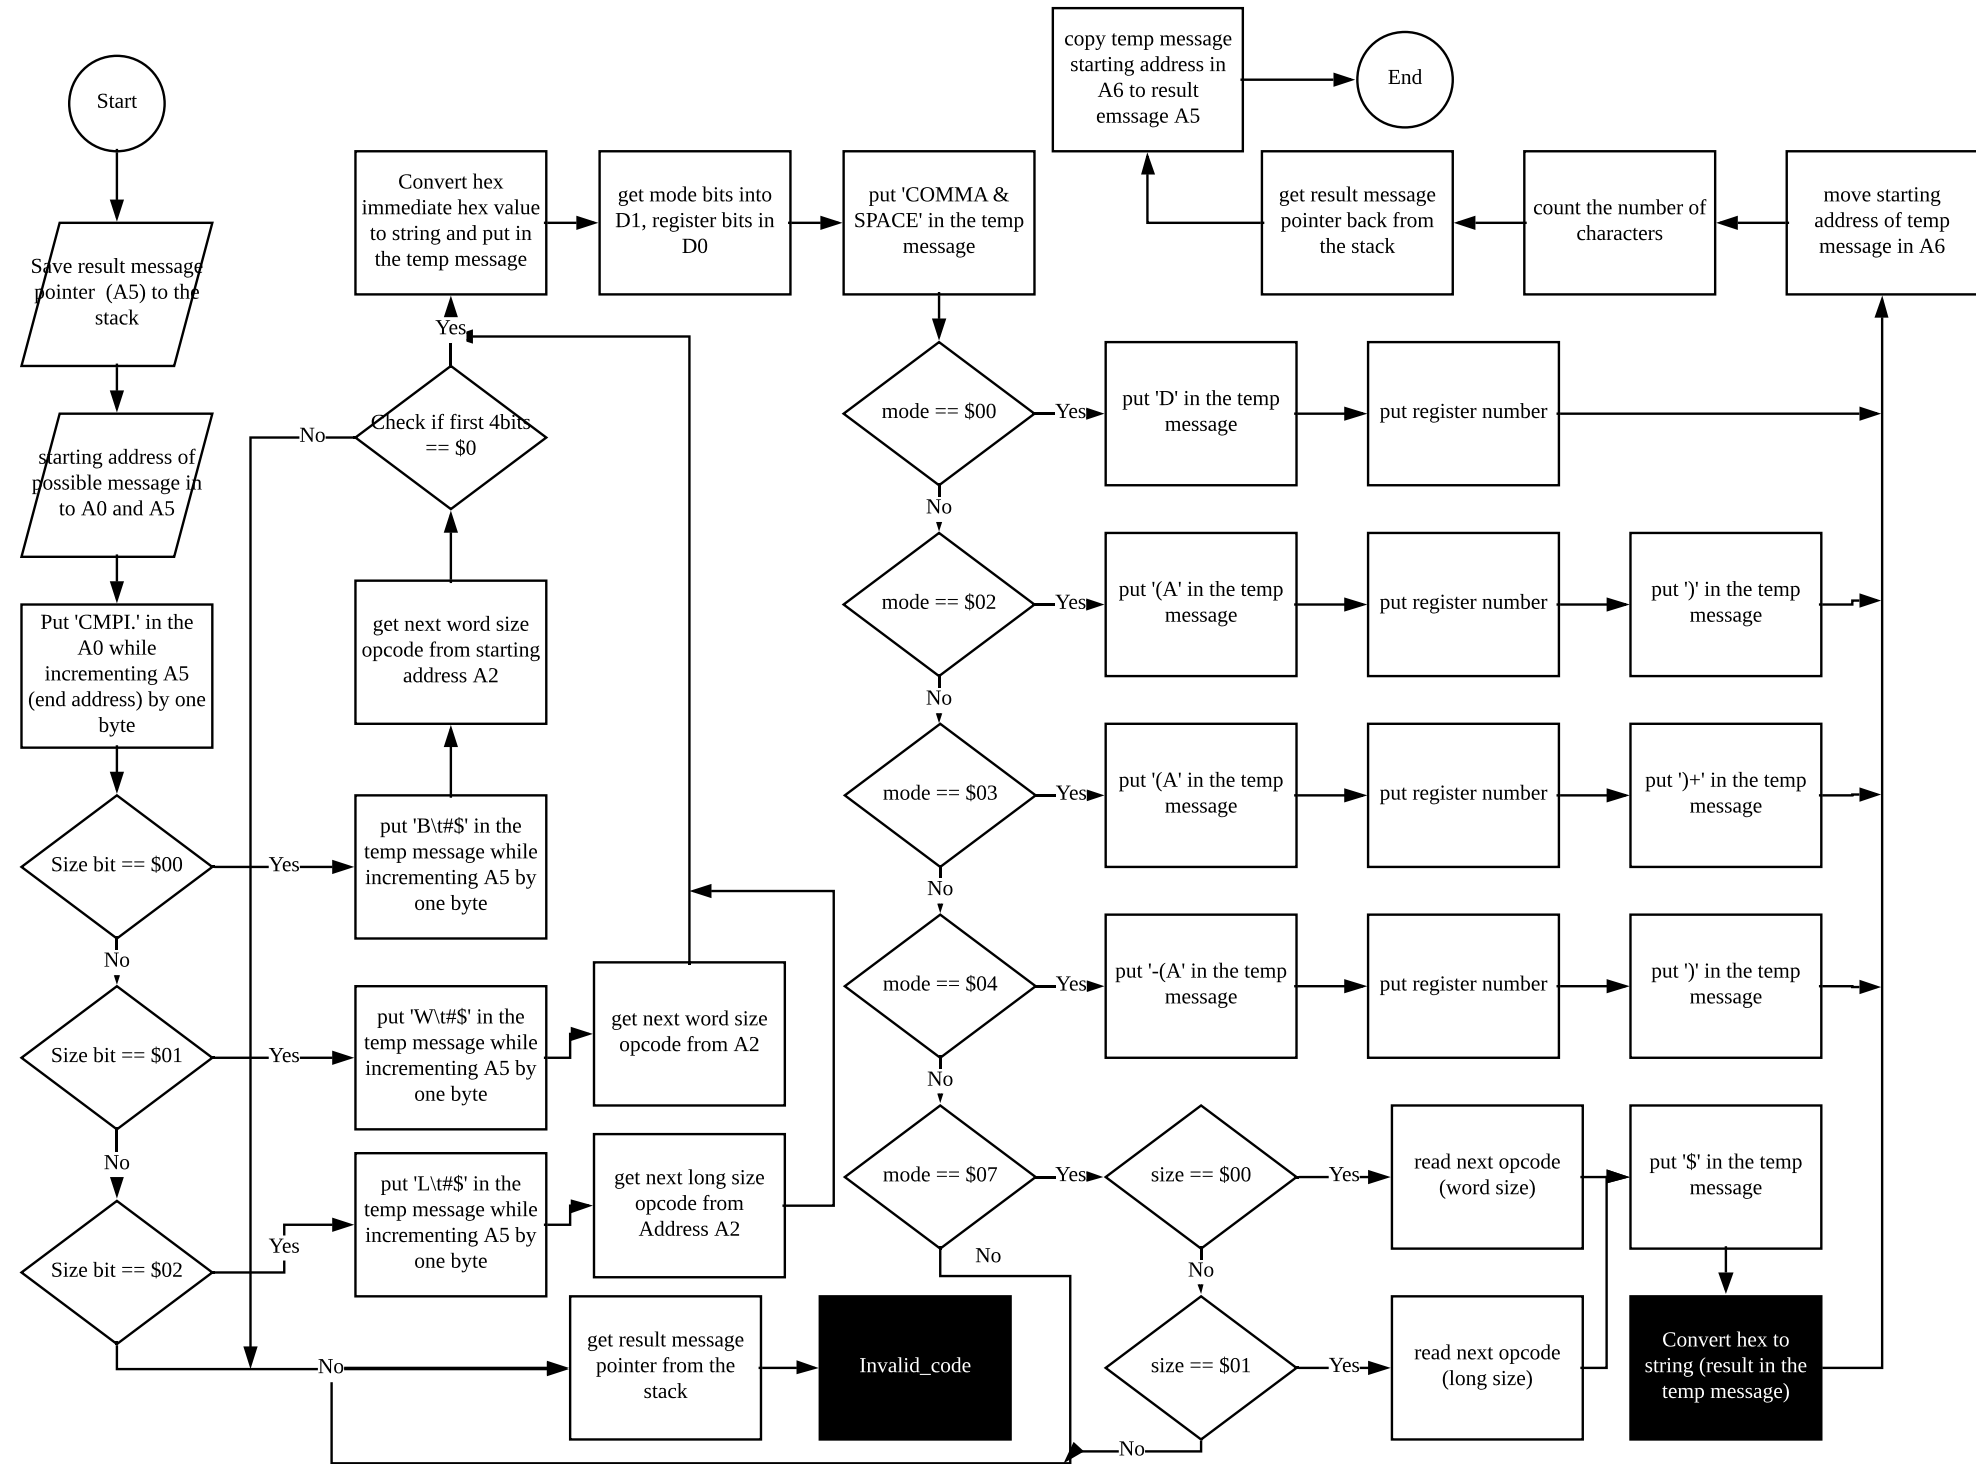 Start
Save result message
pointer  (A5) to the
stack
starting address of
possible message in
to A0 and A5
Put 'CMPI.' in the
A0 while
incrementing A5
(end address) by one
byte
Size bit == $00
Yes
No
Size bit == $01
Yes
No
Size bit == $02
Yes
No
put 'B\t#$' in the
temp message while
incrementing A5 by
one byte
get next word size
opcode from starting
address A2
Check if first 4bits
== $0
No
Yes
put 'W\t#$' in the
temp message while
incrementing A5 by
one byte
get next word size
opcode from A2
put 'L\t#$' in the
temp message while
incrementing A5 by
one byte
get next long size
opcode from
Address A2
get result message
pointer from the
stack
Invalid_code
Convert hex
immediate hex value
to string and put in
the temp message
get mode bits into
D1, register bits in
D0
put 'COMMA &
SPACE' in the temp
message
mode == $00
Yes
put 'D' in the temp
message
put register number
No
mode == $02
Yes
put '(A' in the temp
message
put register number
put ')' in the temp
message
No
mode == $03
Yes
put '(A' in the temp
message
put register number
put ')+' in the temp
message
No
mode == $04
Yes
put '-(A' in the temp
message
put register number
put ')' in the temp
message
No
mode == $07
Yes
No
size == $00
Yes
read next opcode
(word size)
put '$' in the temp
message
No
size == $01
Yes
read next opcode
(long size)
Convert hex to
string (result in the
temp message)
No
move starting
address of temp
message in A6
count the number of
characters
get result message
pointer back from
the stack
copy temp message
starting address in
A6 to result
emssage A5
End